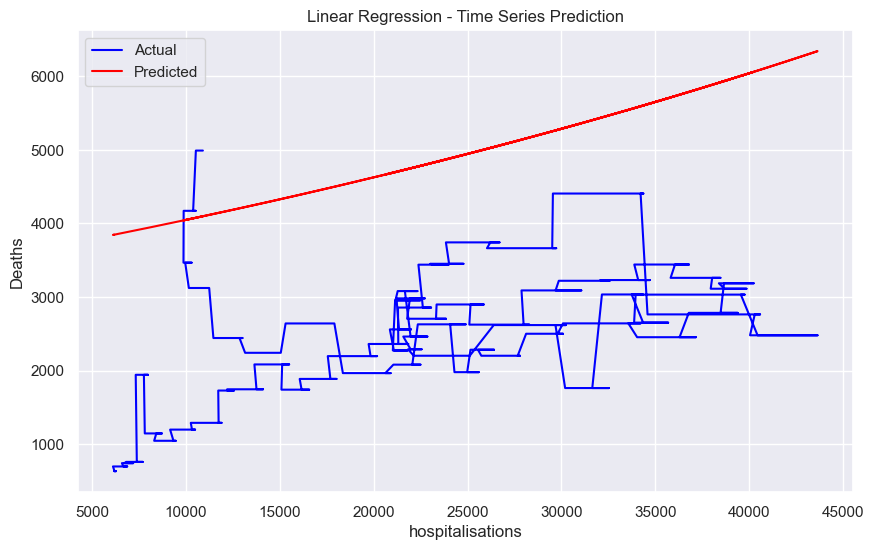 Linear Regression - Time Series Prediction
Actual
Predicted
6000
5000
4000
3000
2000
1000
Deaths
5000 10000 15000 20000 25000 30000 35000 40000 45000
hospitalisations